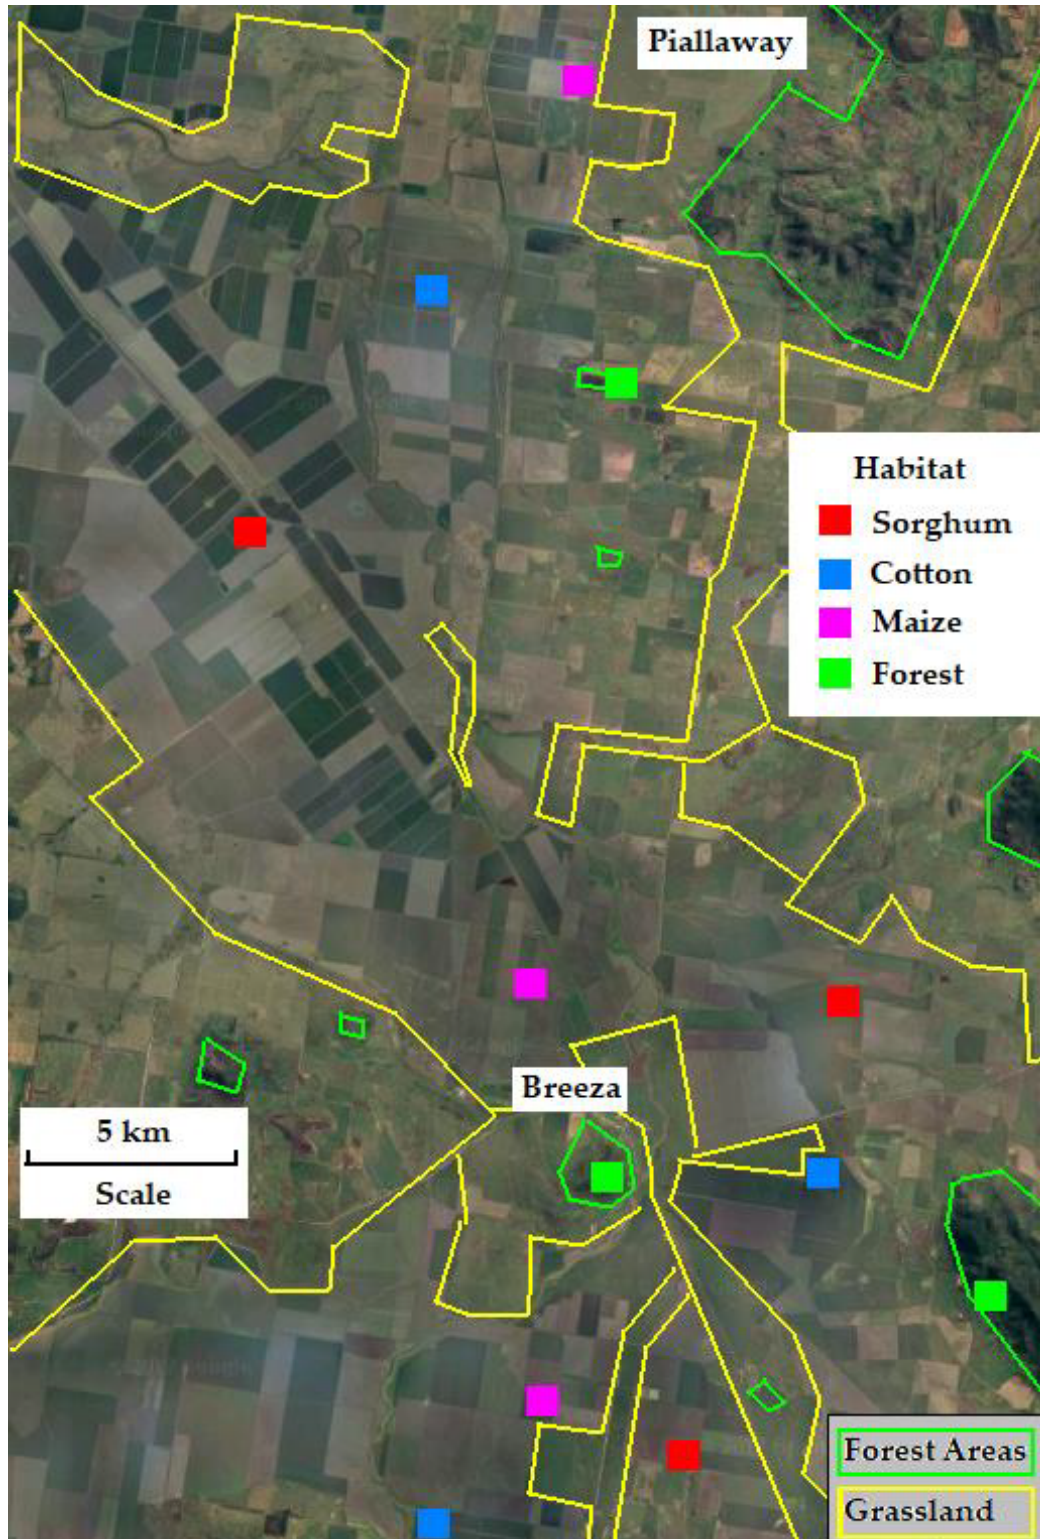 Piallaway
Habitat
Sorghum
Cotton
Maize
Forest
Breeza
5 km
Scale
Forest Areas
Grassland